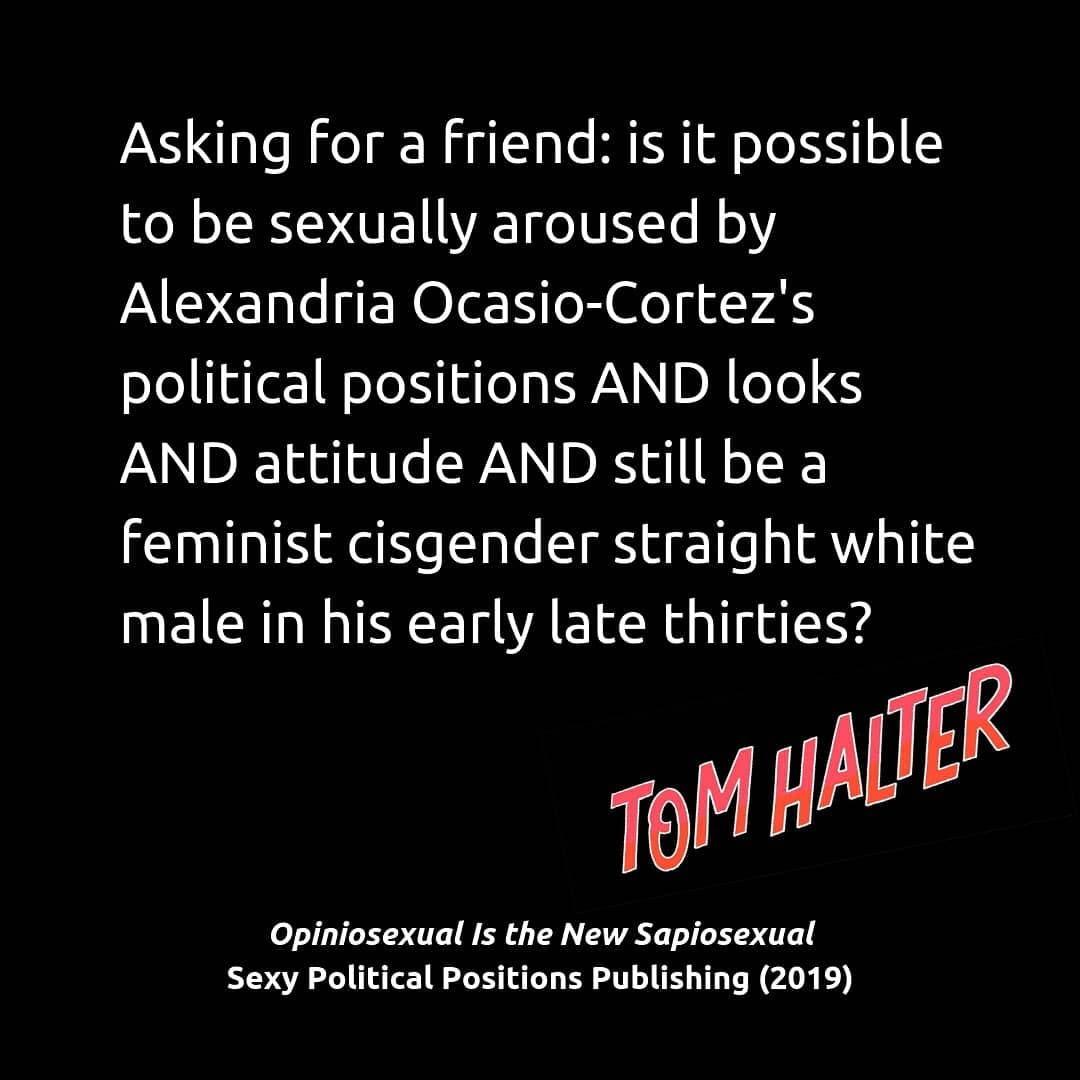 Asking for a friend: is it possible
to be sexually aroused by
Alexandria Ocasio-Cortez's
political positions AND looks
AND attitude AND still be a
feminist cisgender straight white
male in his early late thirties?
TOM HALTER
Opiniosexual Is the New Sapiosexual
Sexy Political Positions Publishing (2019)